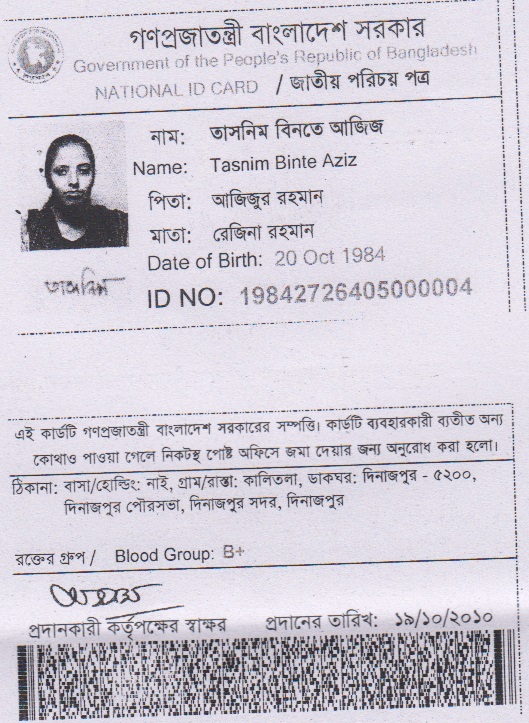 গণপ্রজাতন্ত্রী বাংলাদেশ সরকার
Government of the People's Republic of Bangladesh
NATIONAL ID CARD / জাতীয় পরিচয় পত্র
নাম: তাসনিম বিনতে আজিজ
Name: Tasnim Binte Aziz
পিতা: আজিজুর রহমান
মাতা: রেজিনা রহমান
Date of Birth: 20 Oct 1984
তাসনিম
ID NO: 19842726405000004
এই কার্ডটি গণপ্রজাতন্ত্রী বাংলাদেশ সরকারের সম্পত্তি। কার্ডটি ব্যবহারকারী ব্যতীত অন্য
কোথাও পাওয়া গেলে নিকটস্থ পোষ্ট অফিসে জমা দেয়ার জন্য অনুরোধ করা হলো।
ঠিকানা: বাসা/হোল্ডিং: নাই, গ্রাম/রাস্তা: কালিতলা, ডাকঘর: দিনাজপুর - ৫২০০,
দিনাজপুর পৌরসভা, দিনাজপুর সদর, দিনাজপুর
রক্তের গ্রুপ / Blood Group: B+
প্রদানকারী কর্তৃপক্ষের স্বাক্ষর প্রদানের তারিখ: ১৯/১০/২০১০